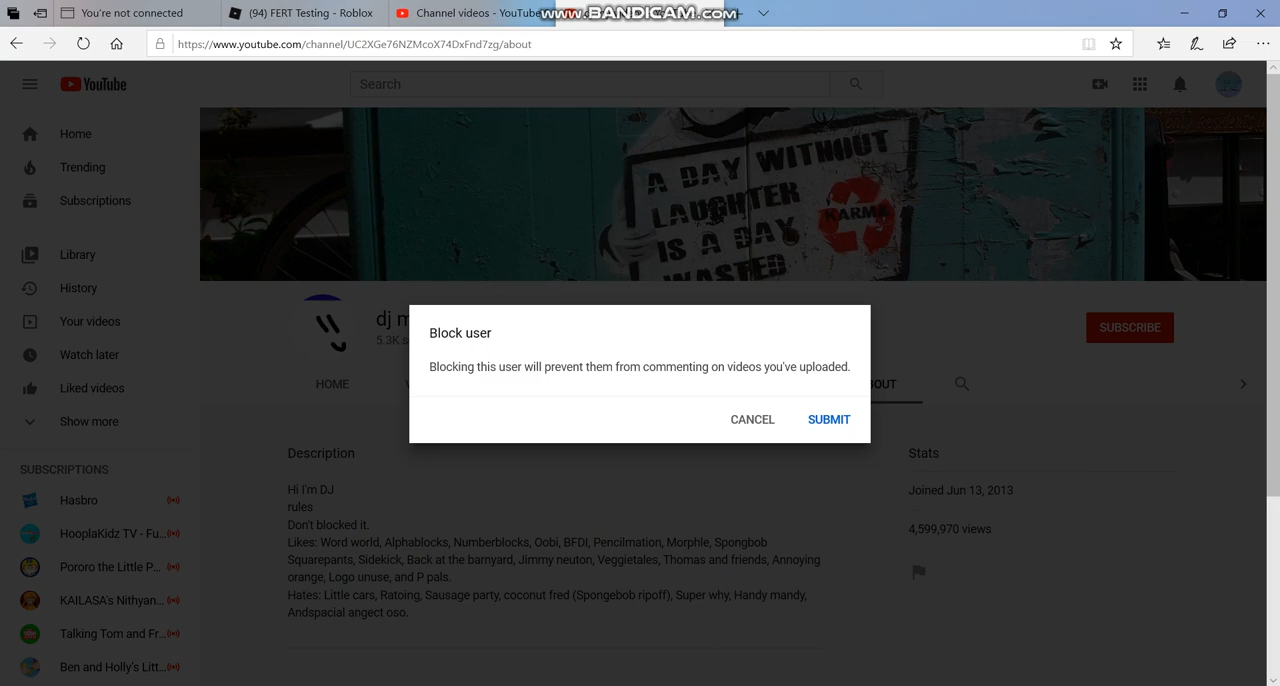 You're not connected
(94) FERT Testing - Roblox
Channel videos - YouTube
www.BANDICAM.com
https://www.youtube.com/channel/UC2XGe76NZMcoX74DxFnd7zg/about
YouTube
Search
Home
Trending
Subscriptions
Library
History
Your videos
Watch later
Liked videos
Show more
SUBSCRIPTIONS
Hasbro
HooplaKidz TV - Fu...
Pororo the Little P...
KAILASA's Nithyan...
Talking Tom and Fr...
Ben and Holly's Litt...
A DAY WITHOUT
LAUGHTER
IS A DAY
WASTED
KARMA
dj m
5.3K s
SUBSCRIBE
HOME
V
BOUT
Block user
Blocking this user will prevent them from commenting on videos you've uploaded.
CANCEL
SUBMIT
Description
Hi I'm DJ
rules
Don't blocked it.
Likes: Word world, Alphablocks, Numberblocks, Oobi, BFDI, Pencilmation, Morphle, Spongbob
Squarepants, Sidekick, Back at the barnyard, Jimmy neuton, Veggietales, Thomas and friends, Annoying
orange, Logo unuse, and P pals.
Hates: Little cars, Ratoing, Sausage party, coconut fred (Spongebob ripoff), Super why, Handy mandy,
Andspacial angect oso.
Stats
Joined Jun 13, 2013
4,599,970 views